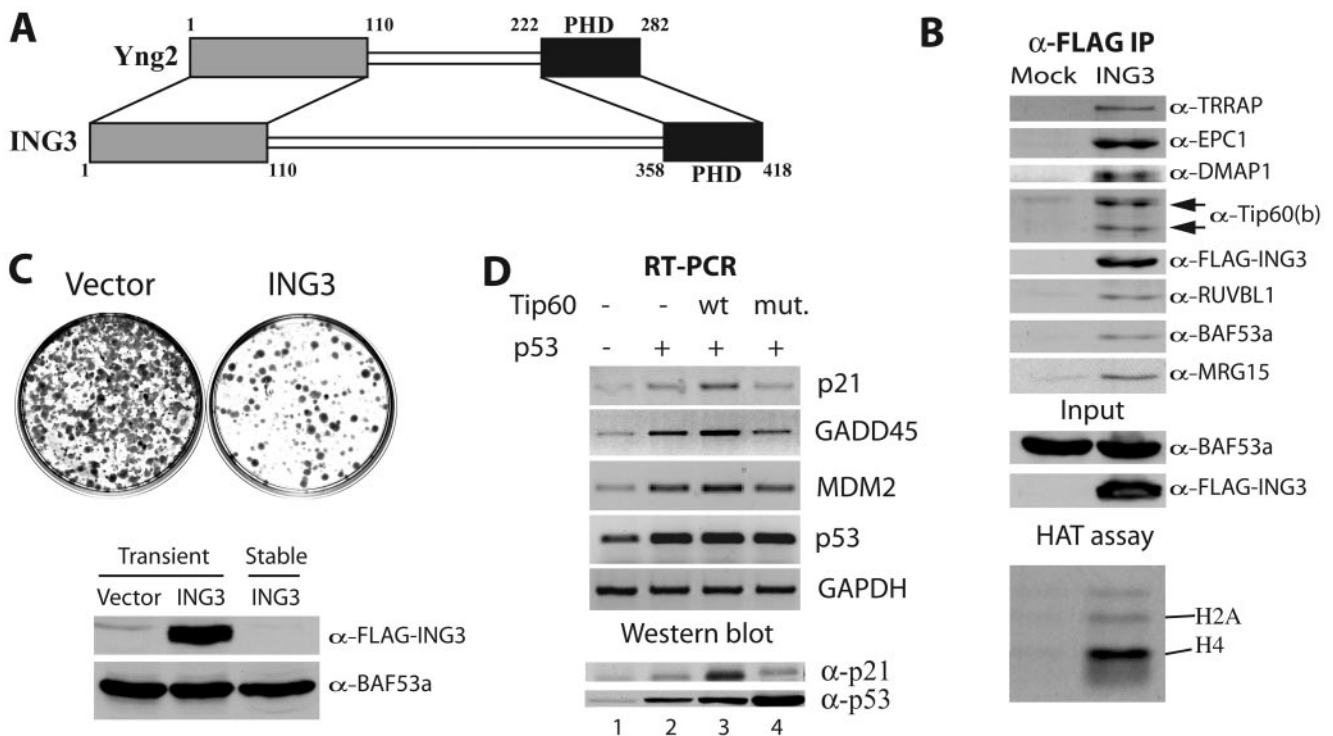 A
1 110 222 PHD 282
Yng2
ING3
1 110 358 PHD 418
B
α-FLAG IP
Mock ING3
α-TRRAP
α-EPC1
α-DMAP1
α-Tip60(b)
α-FLAG-ING3
α-RUVBL1
α-BAF53a
α-MRG15
Input
α-BAF53a
α-FLAG-ING3
HAT assay
H2A
H4
C
Vector ING3
Transient Stable
Vector ING3 ING3
α-FLAG-ING3
α-BAF53a
D
RT-PCR
Tip60 - - wt mut.
p53 - + + +
p21
GADD45
MDM2
p53
GAPDH
Western blot
α-p21
α-p53
1 2 3 4